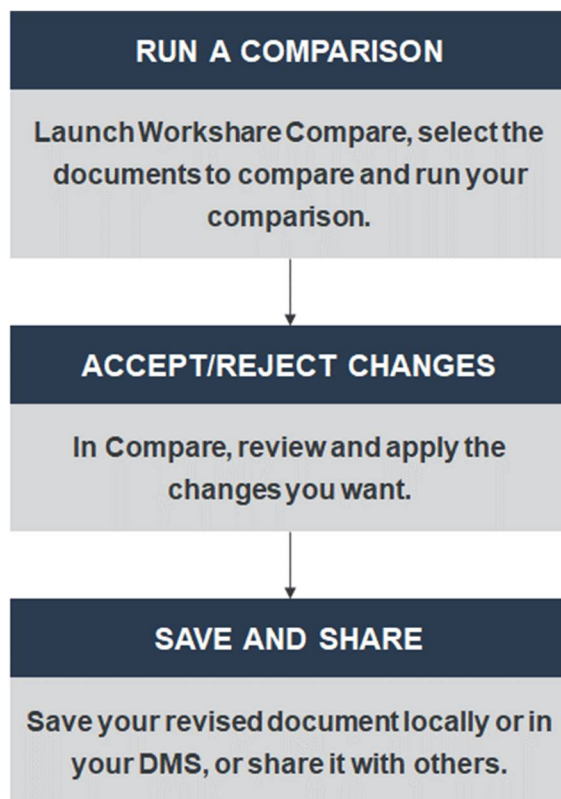 RUN A COMPARISON
Launch Workshare Compare, select the
documents to compare and run your
comparison.
ACCEPT/REJECT CHANGES
In Compare, review and apply the
changes you want.
SAVE AND SHARE
Save your revised document locally or in
your DMS, or share it with others.